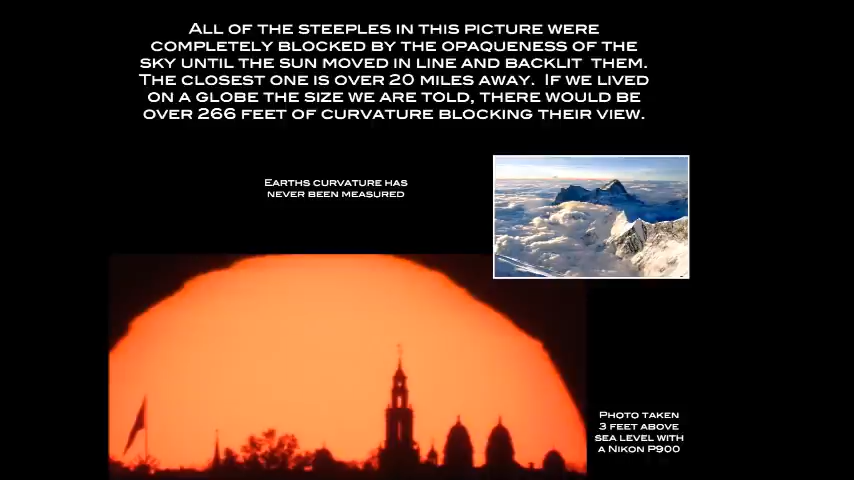 All of the steeples in this picture were
completely blocked by the opaqueness of the
sky until the sun moved in line and backlit them.
The closest one is over 20 miles away. If we lived
on a globe the size we are told, there would be
over 266 feet of curvature blocking their view.
Earths curvature has
never been measured
Photo taken
3 feet above
sea level with
a Nikon P900